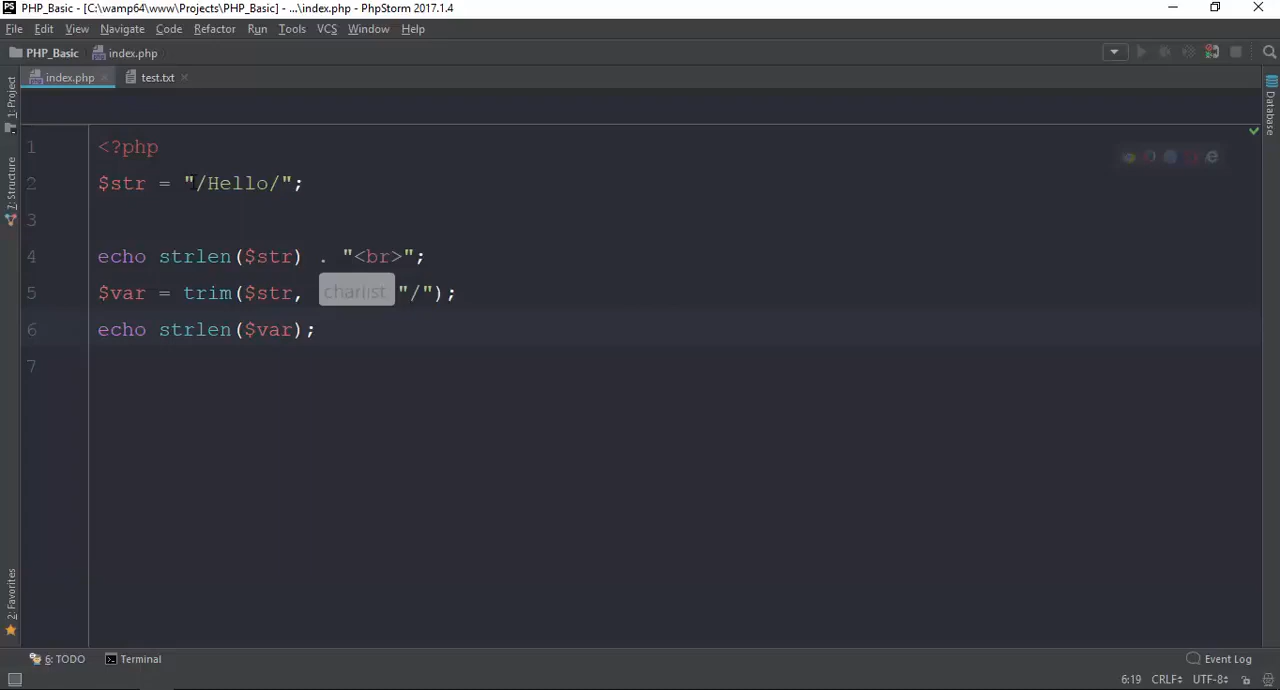 PS PHP_Basic - [C:\wamp64\www\Projects\PHP_Basic] - ...\index.php - PhpStorm 2017.1.4
File Edit View Navigate Code Refactor Run Tools VCS Window Help
PHP_Basic index.php
index.php test.txt
1: Project
7: Structure
2: Favorites
Database
1 <?php
2 $str = "/Hello/";
3
4 echo strlen($str) . "<br>";
5 $var = trim($str, charlist "/");
6 echo strlen($var);
7
6: TODO Terminal Event Log
6:19 CRLF UTF-8